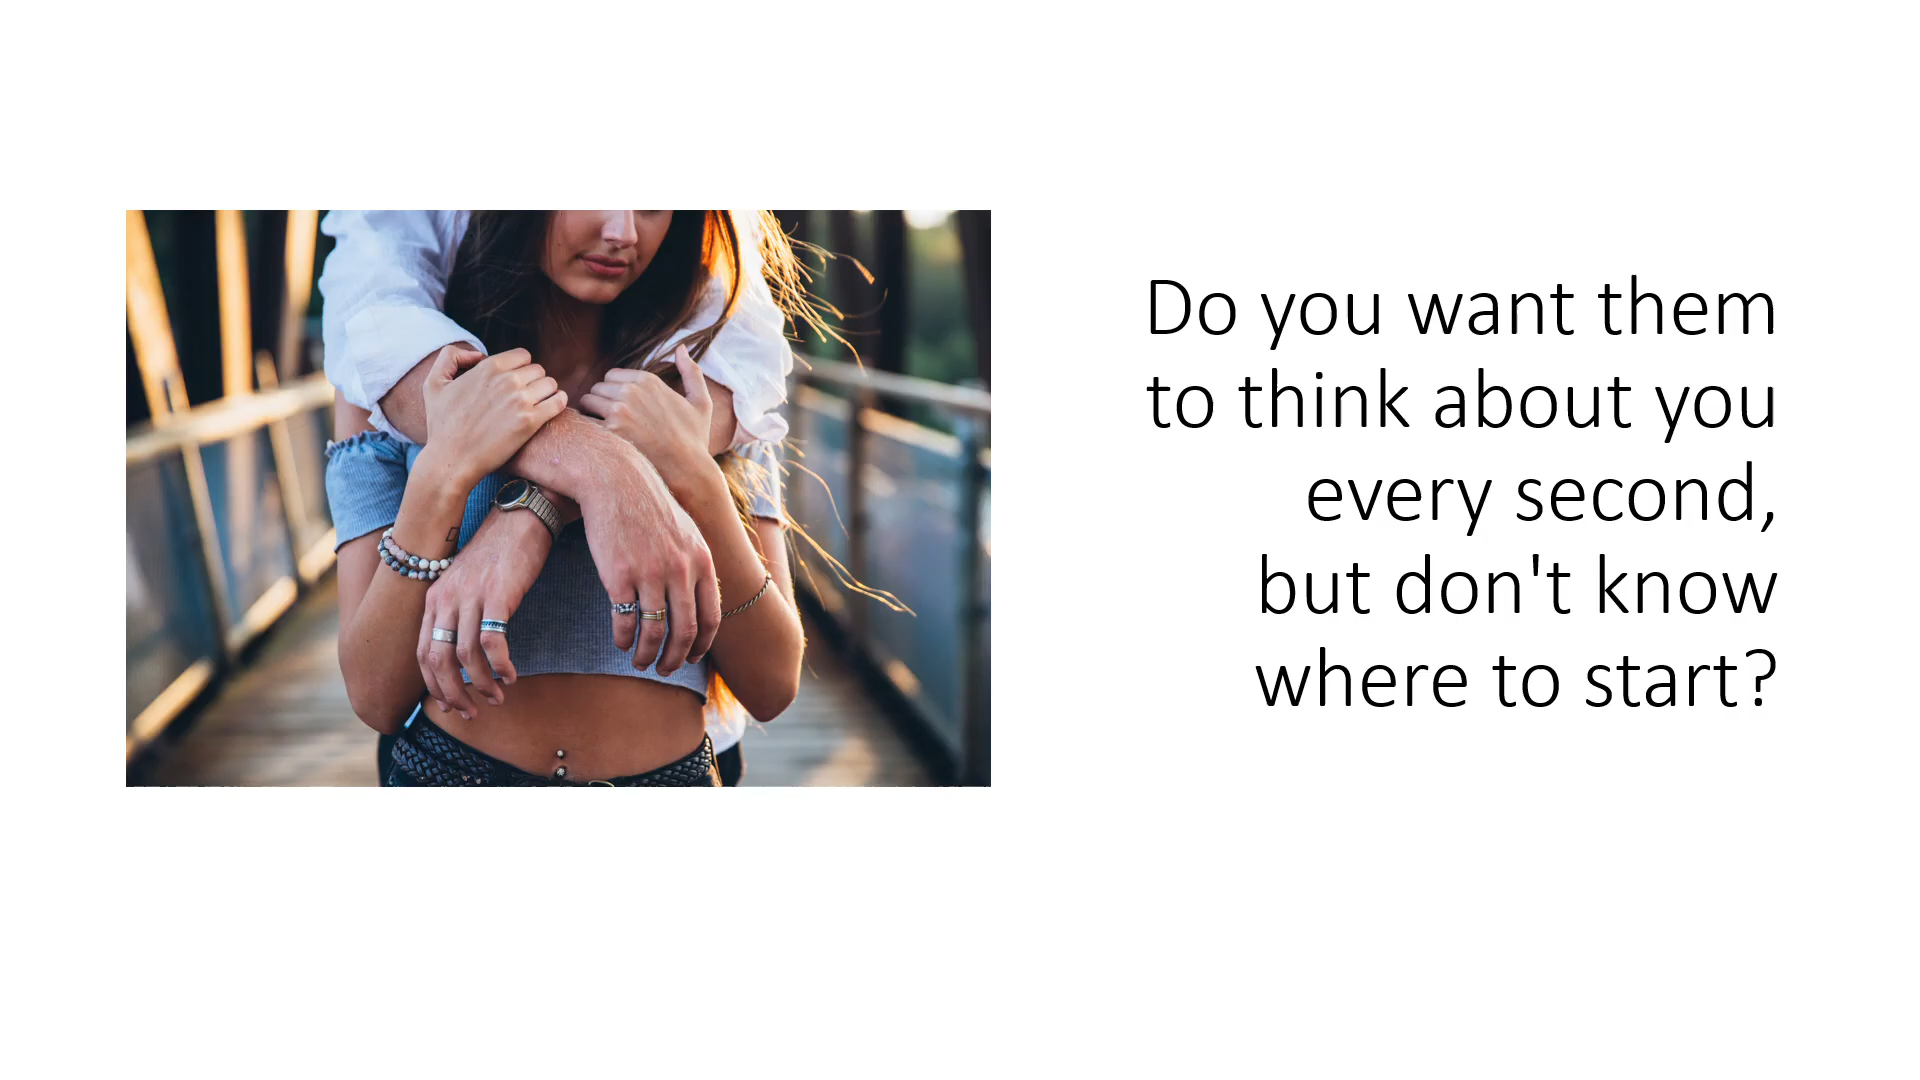 Do you want them
to think about you
every second,
but don't know
where to start?